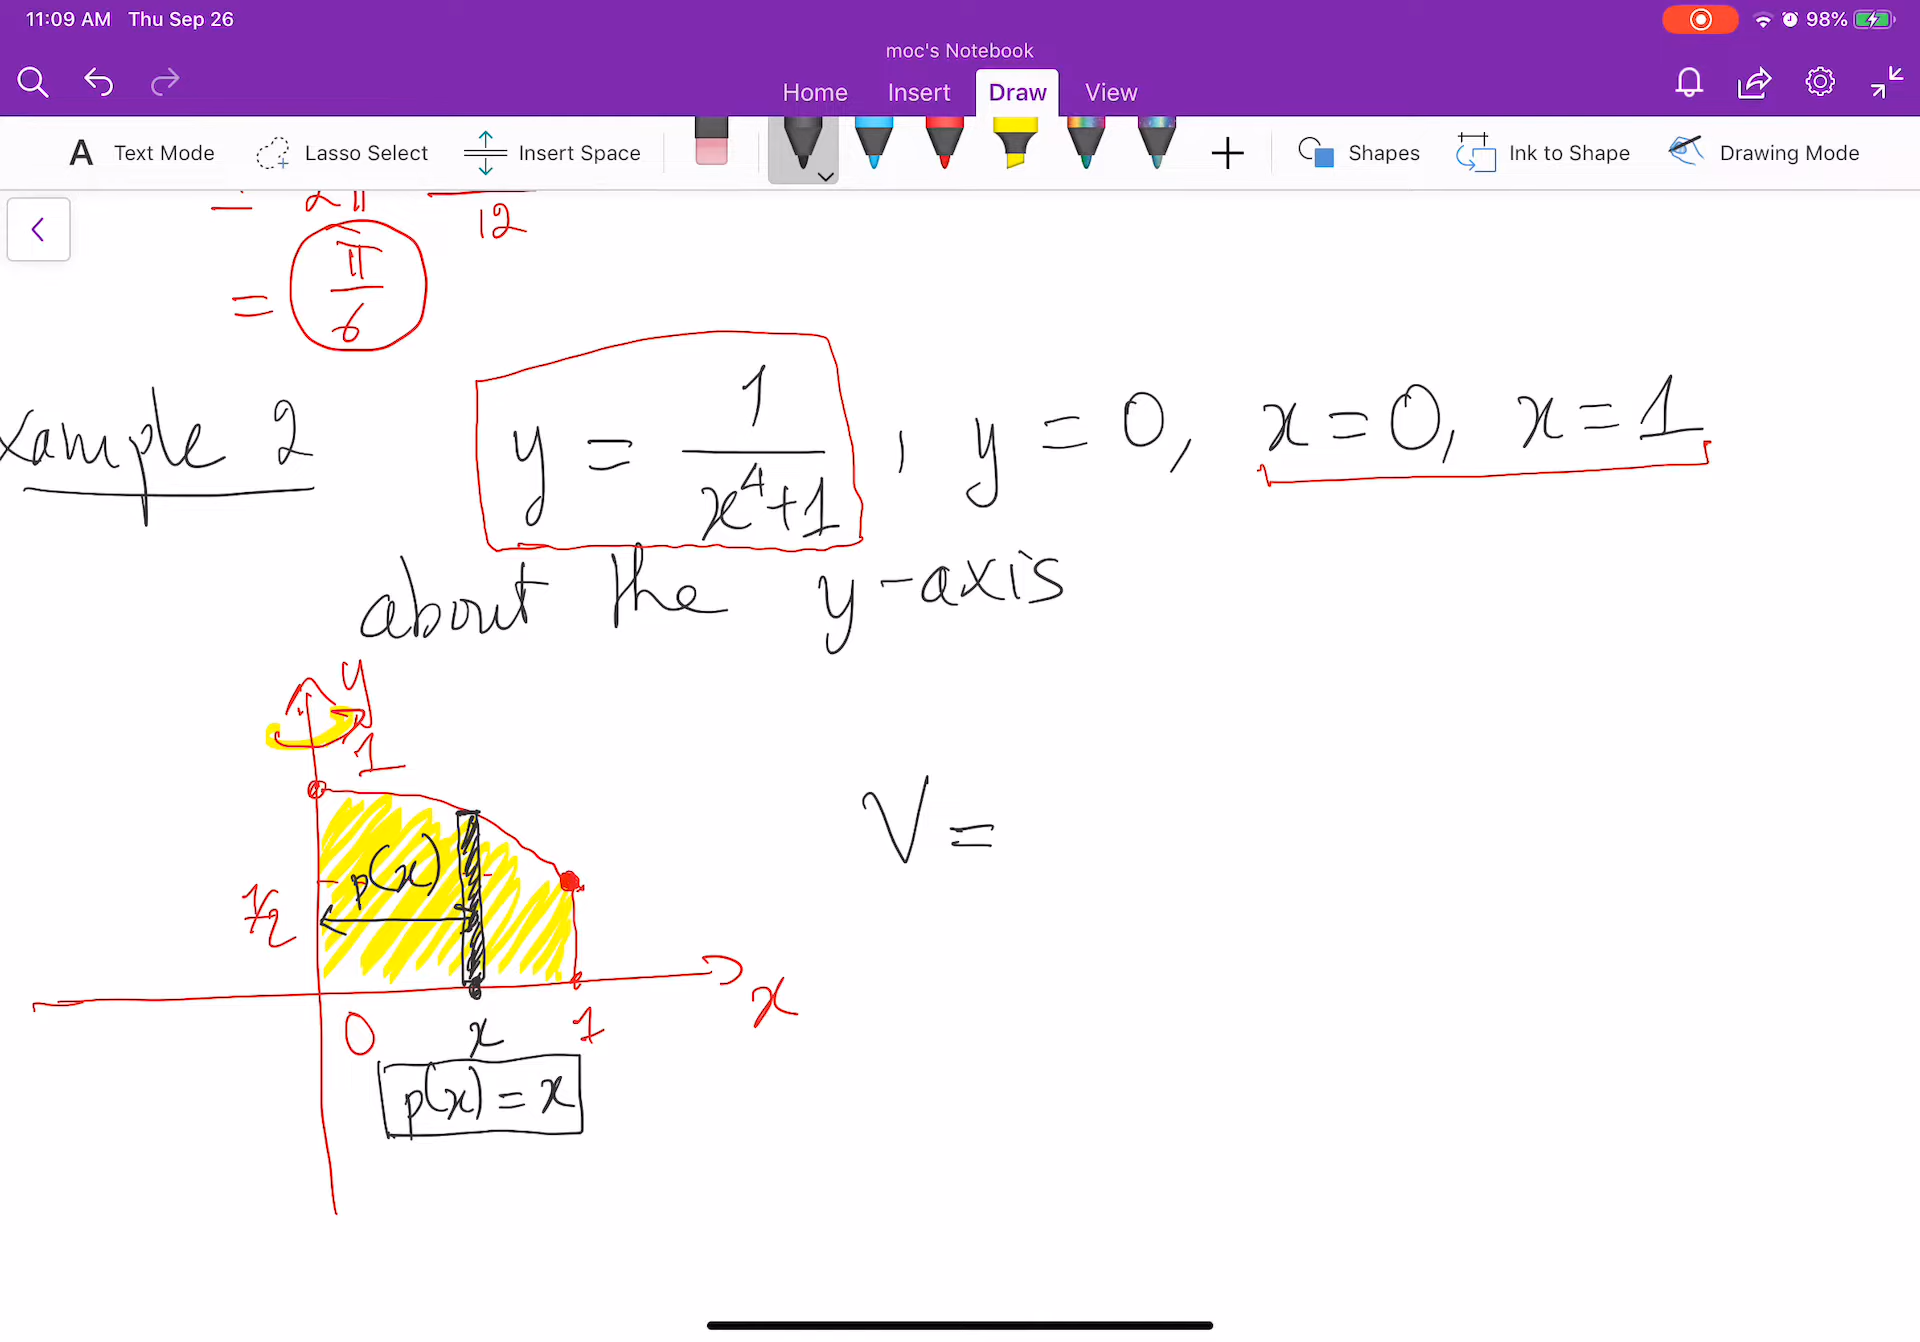 11:09 AM Thu Sep 26
98%
moc's Notebook
Home Insert Draw View
A Text Mode Lasso Select Insert Space Shapes Ink to Shape Drawing Mode
= 2π
12
= π/6
xample 2 y = 1/(x⁴+1) , y = 0, x = 0, x = 1
about the y-axis
y
1
V =
p(x)
1/2
x
0 x 1
p(x) = x